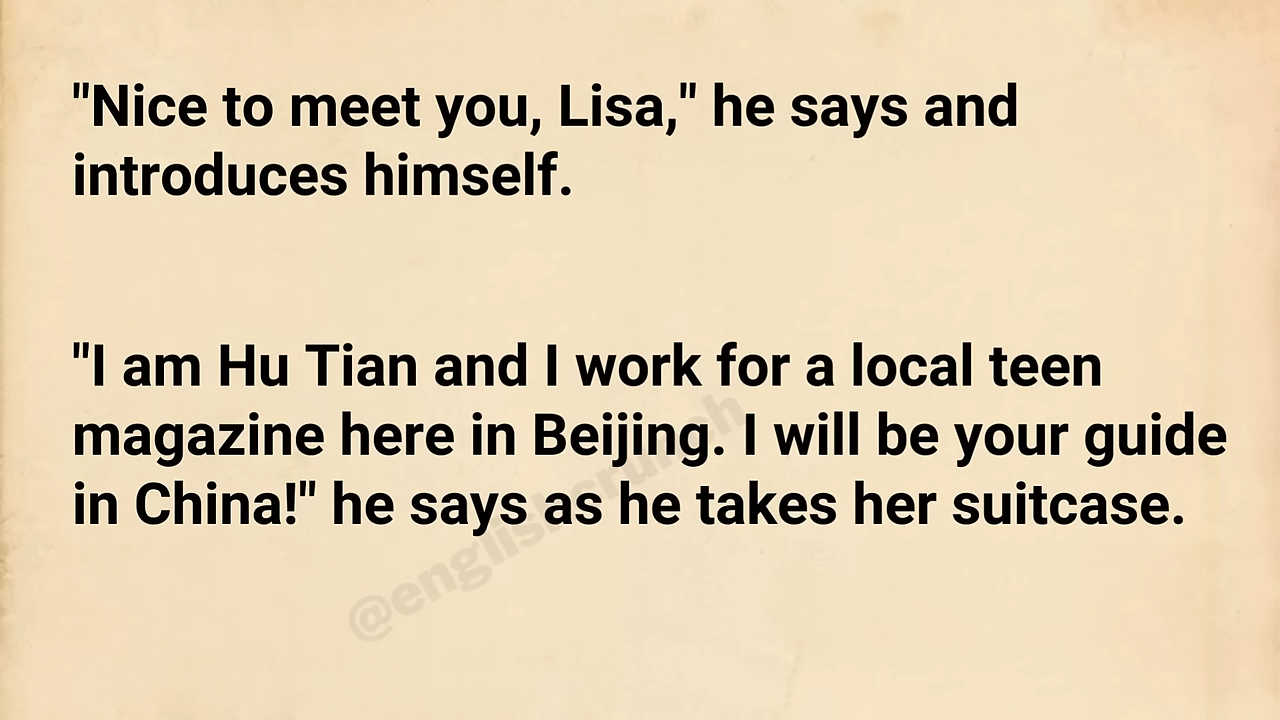 "Nice to meet you, Lisa," he says and
introduces himself.
"I am Hu Tian and I work for a local teen
magazine here in Beijing. I will be your guide
in China!" he says as he takes her suitcase.
@englishcrunch